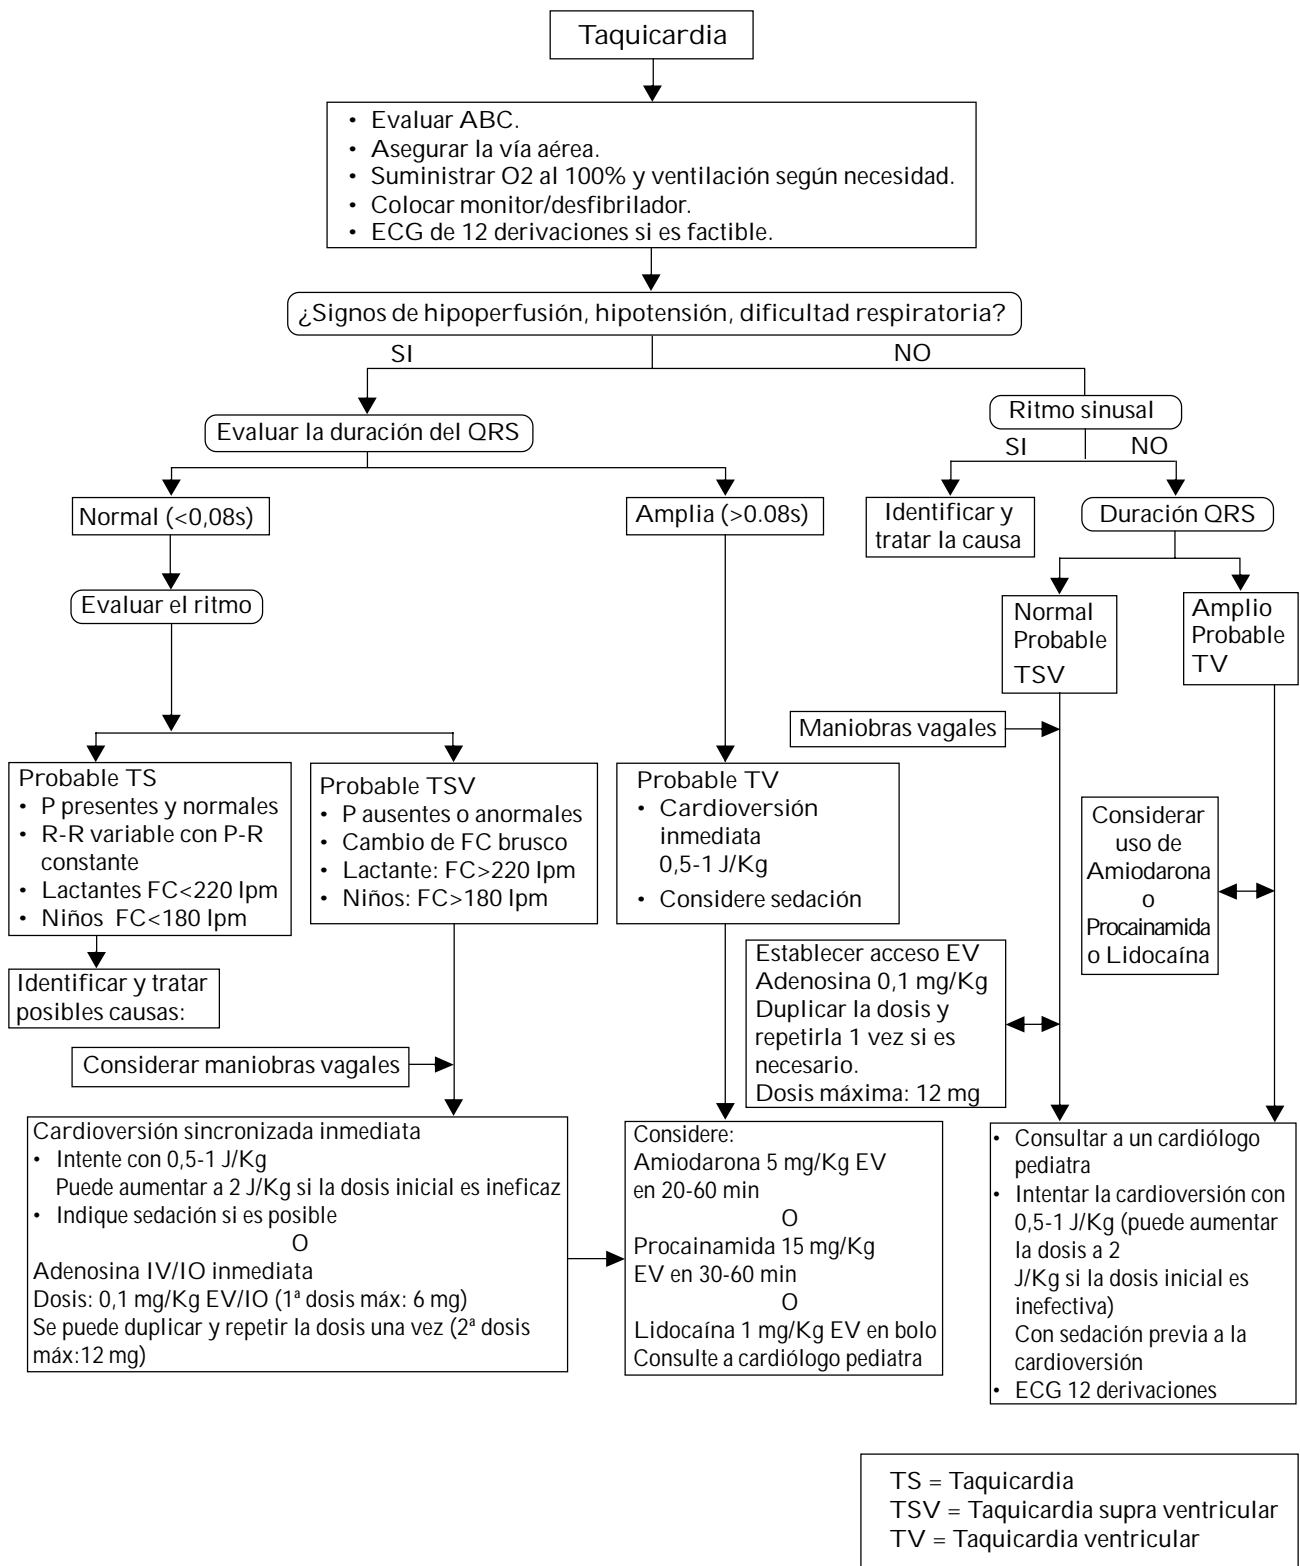 Taquicardia
• Evaluar ABC.
• Asegurar la vía aérea.
• Suministrar O2 al 100% y ventilación según necesidad.
• Colocar monitor/desfibrilador.
• ECG de 12 derivaciones si es factible.
¿Signos de hipoperfusión, hipotensión, dificultad respiratoria?
SI
NO
Evaluar la duración del QRS
Ritmo sinusal
SI
NO
Normal (<0,08s)
Amplia (>0.08s)
Identificar y
tratar la causa
Duración QRS
Evaluar el ritmo
Normal
Probable
TSV
Amplio
Probable
TV
Maniobras vagales
Probable TS
• P presentes y normales
• R-R variable con P-R
constante
• Lactantes FC<220 lpm
• Niños FC<180 lpm
Probable TSV
• P ausentes o anormales
• Cambio de FC brusco
• Lactante: FC>220 lpm
• Niños: FC>180 lpm
Probable TV
• Cardioversión
inmediata
0,5-1 J/Kg
• Considere sedación
Considerar
uso de
Amiodarona
o
Procainamida
o Lidocaína
Identificar y tratar
posibles causas:
Establecer acceso EV
Adenosina 0,1 mg/Kg
Duplicar la dosis y
repetirla 1 vez si es
necesario.
Dosis máxima: 12 mg
Considerar maniobras vagales
Cardioversión sincronizada inmediata
• Intente con 0,5-1 J/Kg
Puede aumentar a 2 J/Kg si la dosis inicial es ineficaz
• Indique sedación si es posible
O
Adenosina IV/IO inmediata
Dosis: 0,1 mg/Kg EV/IO (1ª dosis máx: 6 mg)
Se puede duplicar y repetir la dosis una vez (2ª dosis
máx:12 mg)
Considere:
Amiodarona 5 mg/Kg EV
en 20-60 min
O
Procainamida 15 mg/Kg
EV en 30-60 min
O
Lidocaína 1 mg/Kg EV en bolo
Consulte a cardiólogo pediatra
• Consultar a un cardiólogo
pediatra
• Intentar la cardioversión con
0,5-1 J/Kg (puede aumentar
la dosis a 2
J/Kg si la dosis inicial es
inefectiva)
Con sedación previa a la
cardioversión
• ECG 12 derivaciones
TS = Taquicardia
TSV = Taquicardia supra ventricular
TV = Taquicardia ventricular